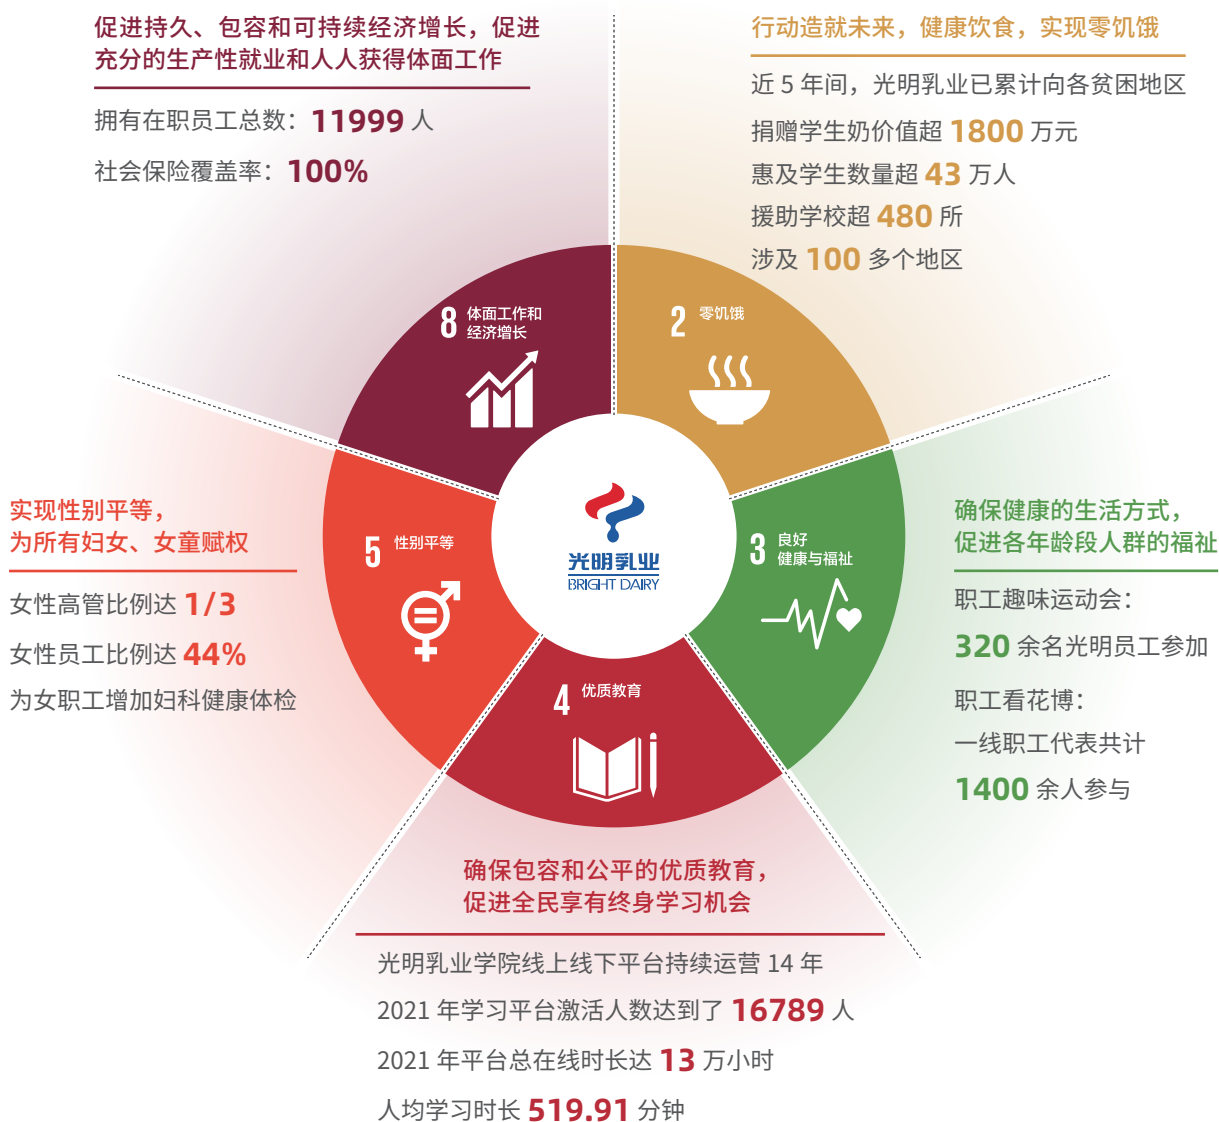 促进持久、包容和可持续经济增长，促进
充分的生产性就业和人人获得体面工作
拥有在职员工总数：11999 人
社会保险覆盖率：100%
行动造就未来，健康饮食，实现零饥饿
近 5 年间，光明乳业已累计向各贫困地区
捐赠学生奶价值超 1800 万元
惠及学生数量超 43 万人
援助学校超 480 所
涉及 100 多个地区
8 体面工作和
经济增长
2 零饥饿
实现性别平等，
为所有妇女、女童赋权
女性高管比例达 1/3
女性员工比例达 44%
为女职工增加妇科健康体检
5 性别平等
光明乳业
BRIGHT DAIRY
3 良好
健康与福祉
确保健康的生活方式，
促进各年龄段人群的福祉
职工趣味运动会：
320 余名光明员工参加
职工看花博：
一线职工代表共计
1400 余人参与
4 优质教育
确保包容和公平的优质教育，
促进全民享有终身学习机会
光明乳业学院线上线下平台持续运营 14 年
2021 年学习平台激活人数达到了 16789 人
2021 年平台总在线时长达 13 万小时
人均学习时长 519.91 分钟